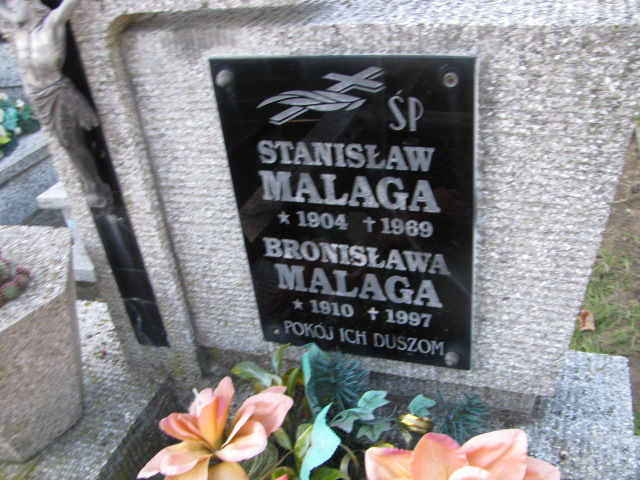 ŚP
STANISŁAW
MALAGA
★ 1904 ✝ 1969
BRONISŁAWA
MALAGA
★ 1910 ✝ 1997
POKÓJ ICH DUSZOM